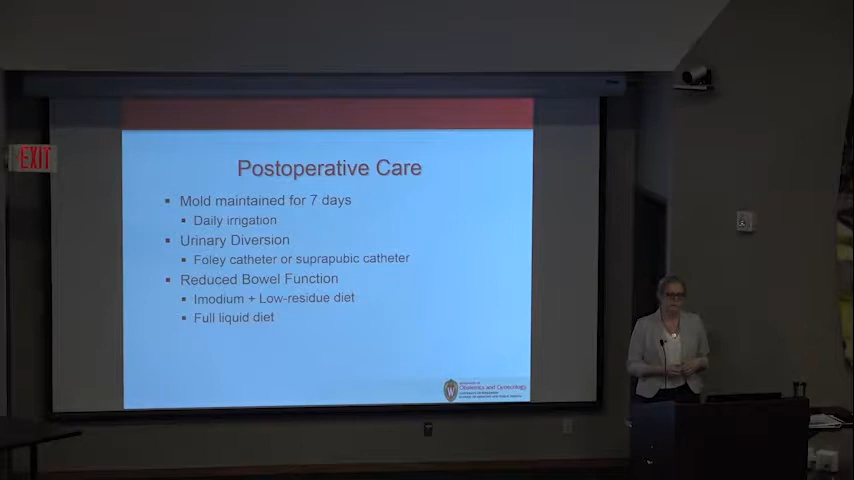 EXIT
Postoperative Care
▪ Mold maintained for 7 days
▪ Daily irrigation
▪ Urinary Diversion
▪ Foley catheter or suprapubic catheter
▪ Reduced Bowel Function
▪ Imodium + Low-residue diet
▪ Full liquid diet
W
Obstetrics and Gynecology